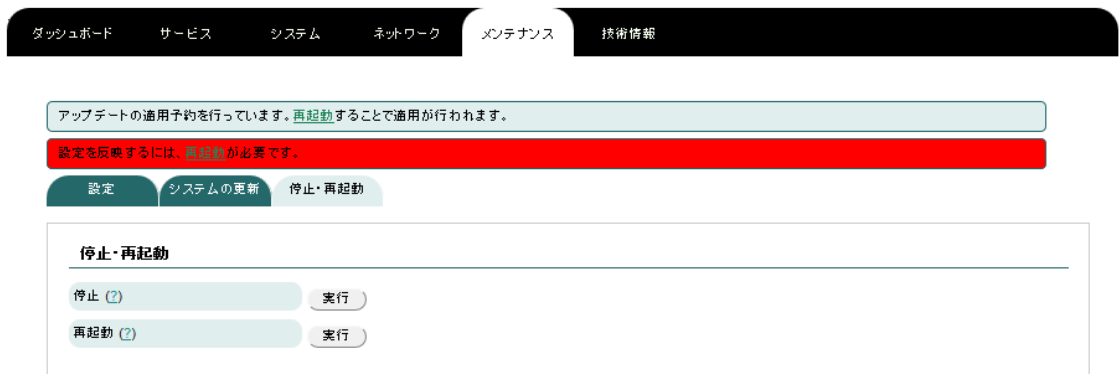 ダッシュボード サービス システム ネットワーク メンテナンス 技術情報
アップデートの適用予約を行っています。再起動することで適用が行われます。
設定を反映するには、再起動が必要です。
設定 システムの更新 停止・再起動
停止・再起動
停止 (?) 実行
再起動 (?) 実行